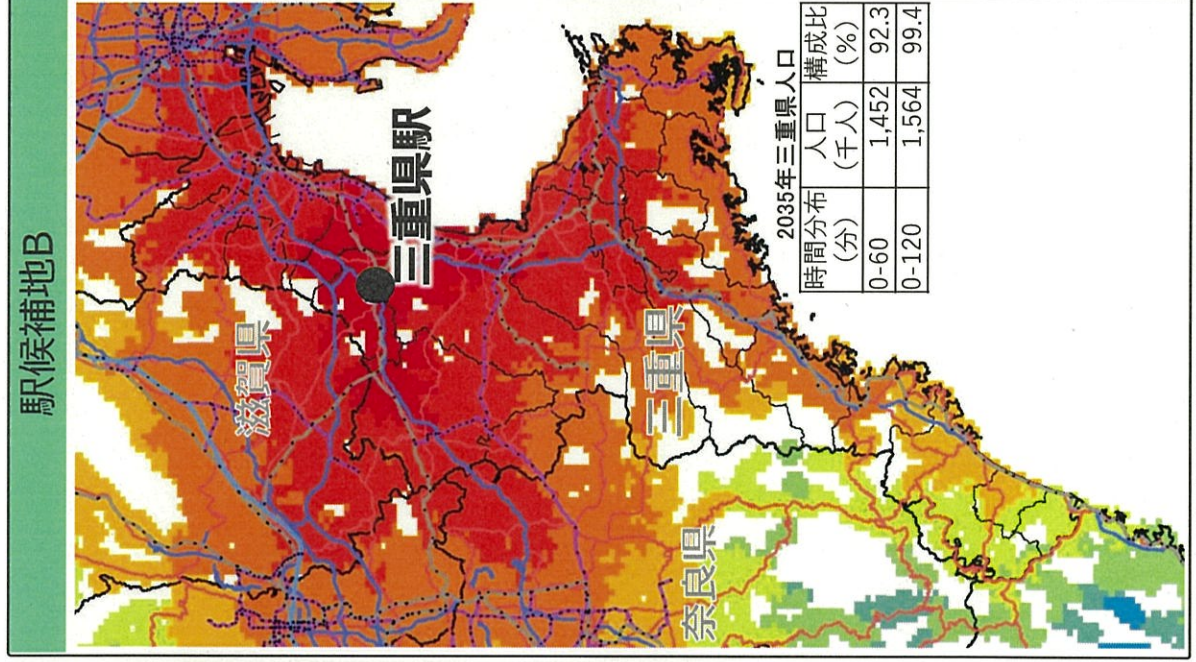 駅候補地B
三重県駅
滋賀県
三重県
奈良県
2035年三重県人口
時間分布 人口 構成比
(分) (千人) (%)
0-60 1,452 92.3
0-120 1,564 99.4